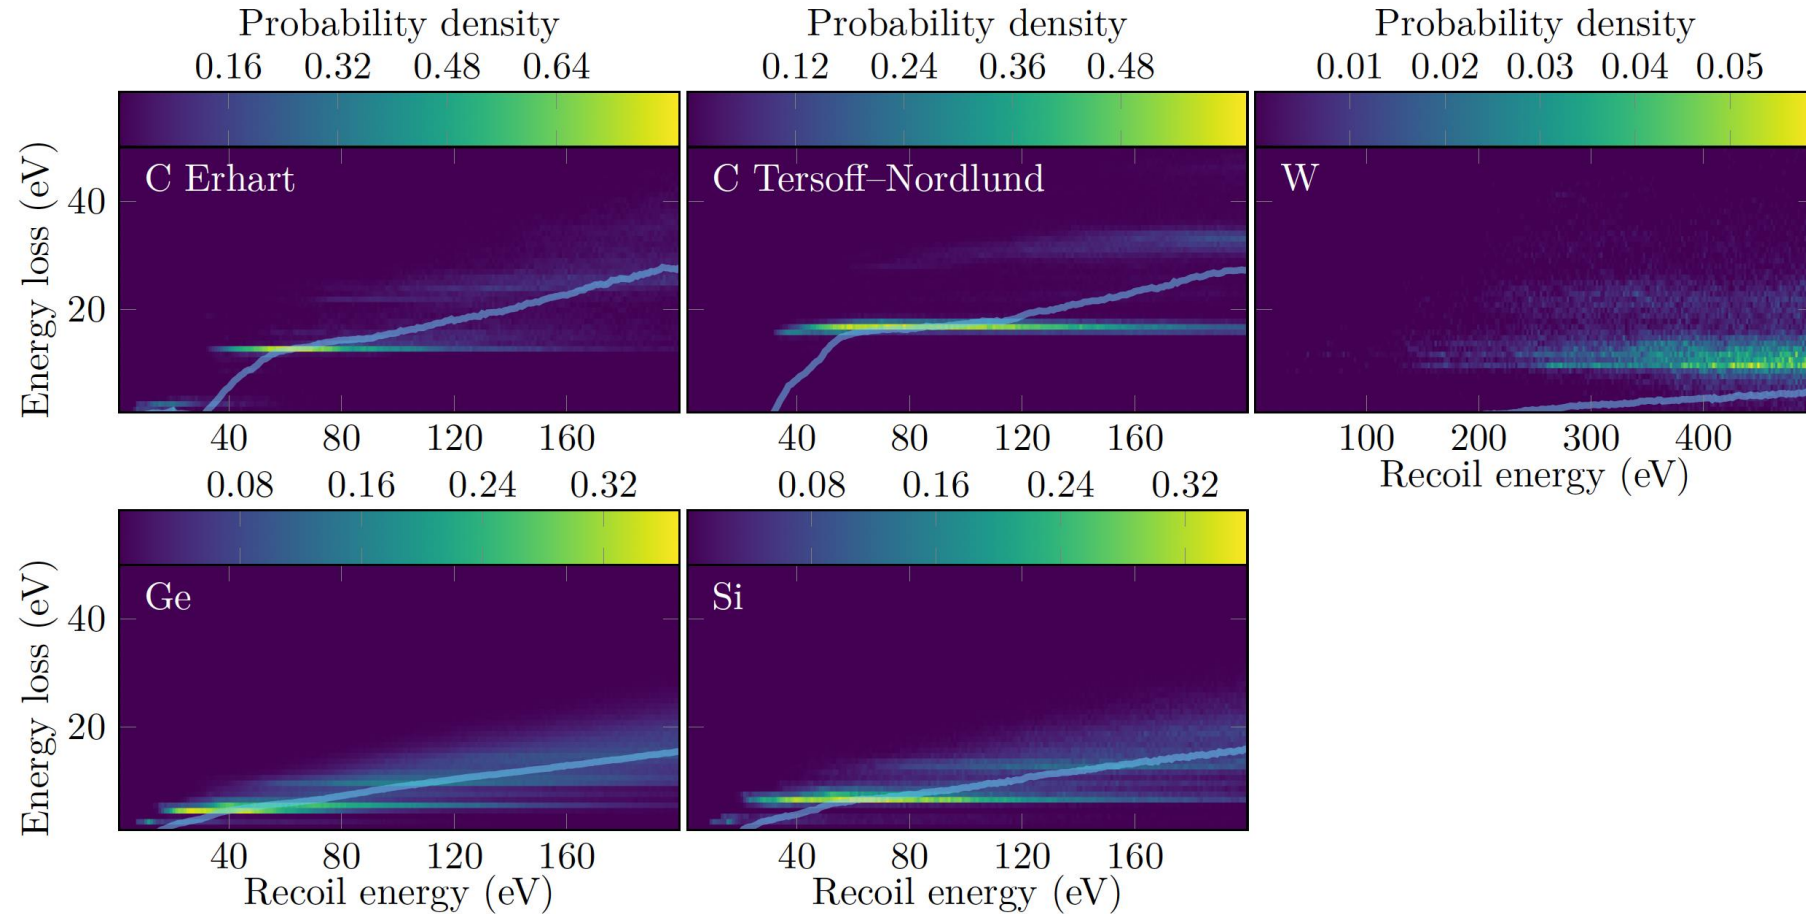 Probability density Probability density Probability density
0.16 0.32 0.48 0.64 0.12 0.24 0.36 0.48 0.01 0.02 0.03 0.04 0.05
C Erhart C Tersoff–Nordlund W
Energy loss (eV)
40
20
40 80 120 160 40 80 120 160 100 200 300 400
Recoil energy (eV)
0.08 0.16 0.24 0.32 0.08 0.16 0.24 0.32
Ge Si
Energy loss (eV)
40
20
40 80 120 160 40 80 120 160
Recoil energy (eV) Recoil energy (eV)